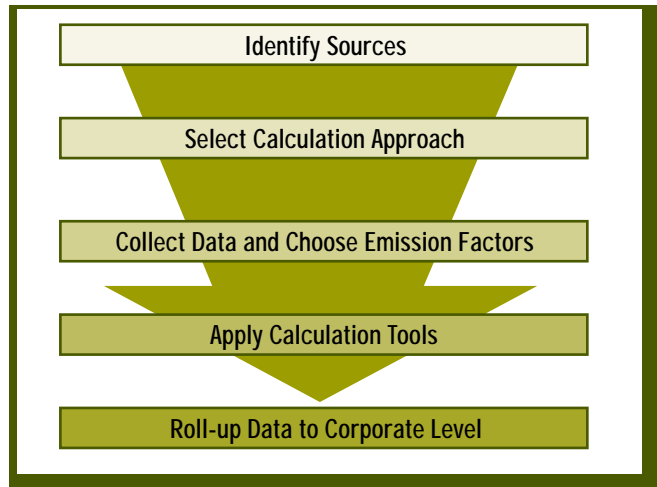 Identify Sources
Select Calculation Approach
Collect Data and Choose Emission Factors
Apply Calculation Tools
Roll-up Data to Corporate Level